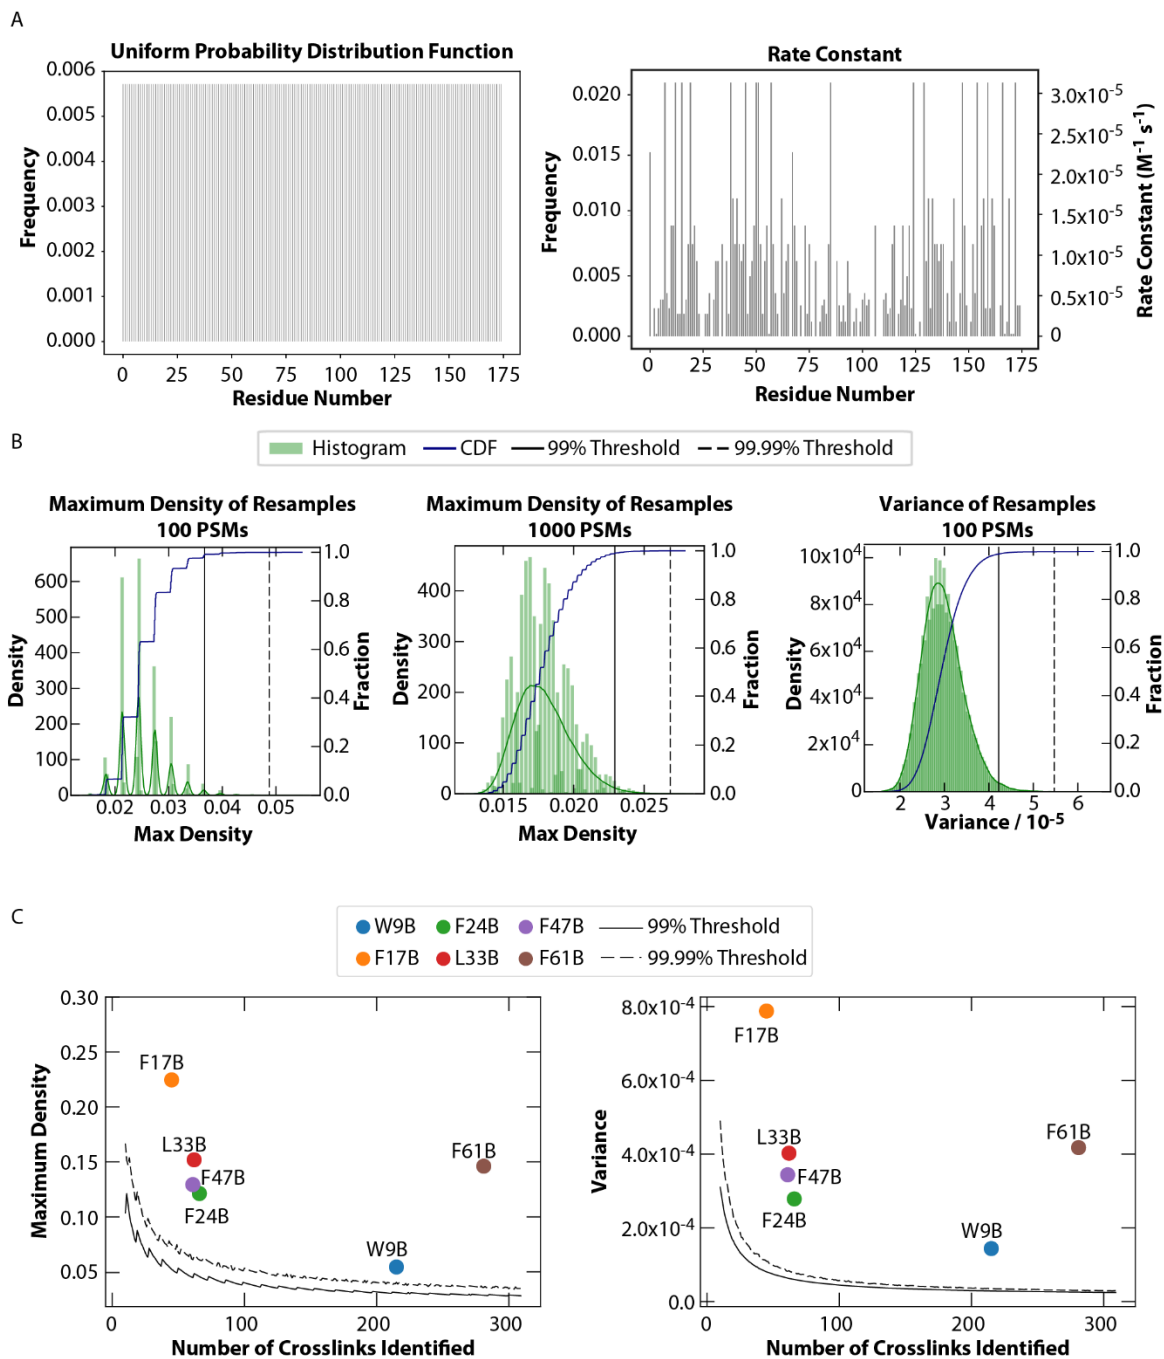 A
Uniform Probability Distribution Function
0.006
0.005
0.004
0.003
0.002
0.001
0.000
Frequency
0 25 50 75 100 125 150 175
Residue Number
Rate Constant
0.020
0.015
0.010
0.005
0.000
Frequency
3.0x10-5
2.5x10-5
2.0x10-5
1.5x10-5
1.0x10-5
0.5x10-5
0
Rate Constant (M-1 s-1)
0 25 50 75 100 125 150 175
Residue Number
B
Histogram CDF 99% Threshold 99.99% Threshold
Maximum Density of Resamples
100 PSMs
600
500
400
300
200
100
0
Density
1.0
0.8
0.6
0.4
0.2
0.0
Fraction
0.02 0.03 0.04 0.05
Max Density
Maximum Density of Resamples
1000 PSMs
400
300
200
100
0
Density
1.0
0.8
0.6
0.4
0.2
0.0
Fraction
0.015 0.020 0.025
Max Density
Variance of Resamples
100 PSMs
10x104
8x104
6x104
4x104
2x104
0
Density
1.0
0.8
0.6
0.4
0.2
0.0
Fraction
2 3 4 5 6
Variance / 10-5
C
W9B F24B F47B 99% Threshold
F17B L33B F61B 99.99% Threshold
0.30
0.25
0.20
0.15
0.10
0.05
Maximum Density
F17B
L33B
F47B
F24B
F61B
W9B
0 100 200 300
Number of Crosslinks Identified
8.0x10-4
6.0x10-4
4.0x10-4
2.0x10-4
0.0
Variance
F17B
L33B
F47B
F24B
F61B
W9B
0 100 200 300
Number of Crosslinks Identified